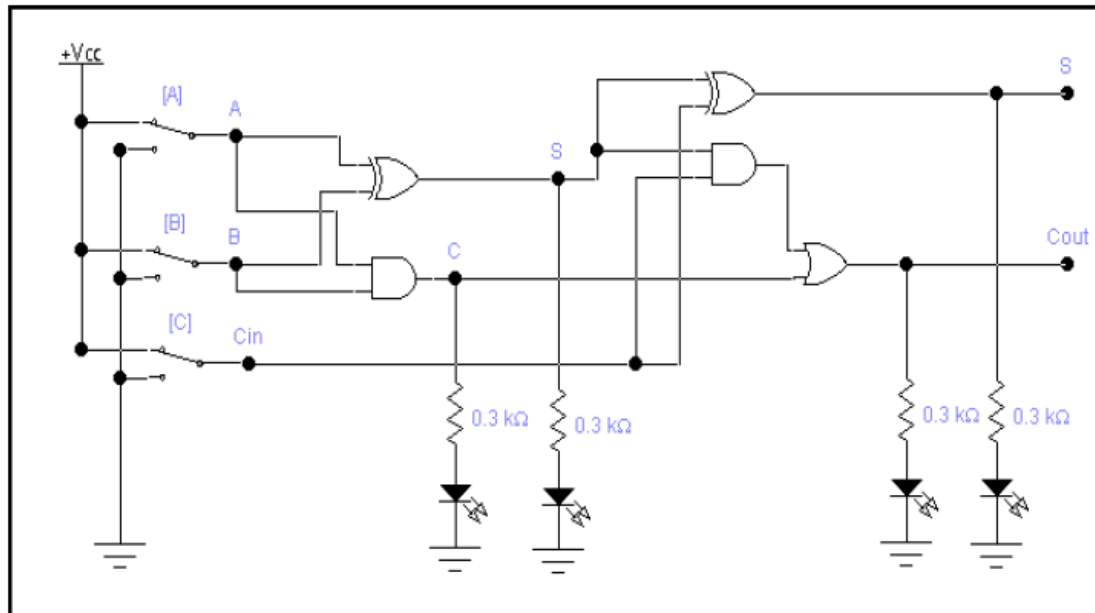 +Vcc
S
[A]
A
S
[B]
B
C
Cout
[C]
Cin
0.3 kΩ
0.3 kΩ
0.3 kΩ
0.3 kΩ